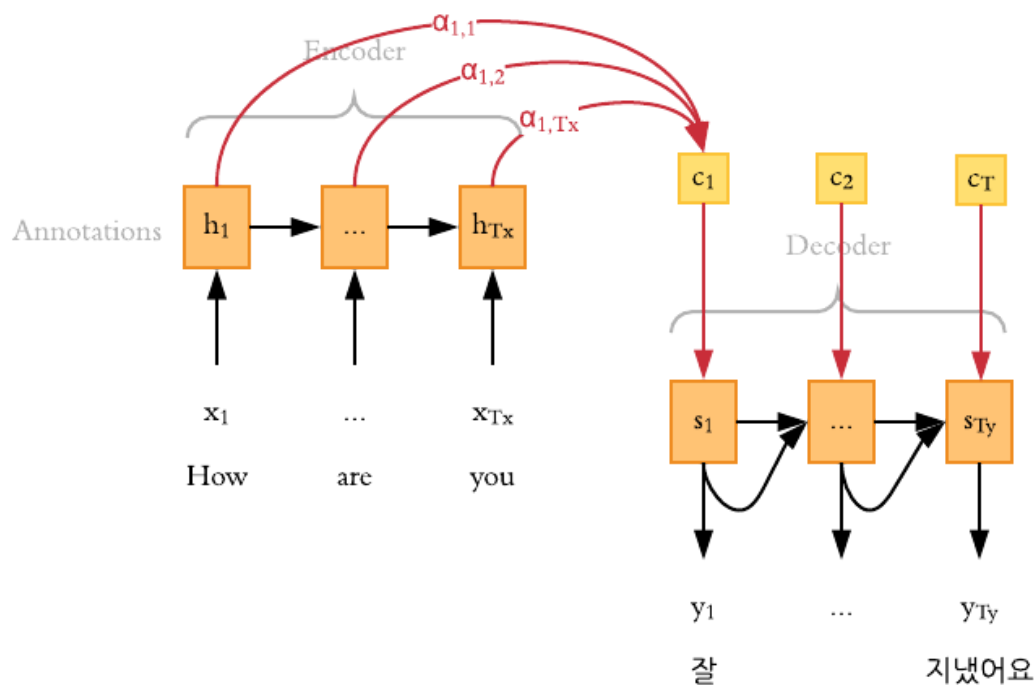 α1,1
Encoder
α1,2
α1,Tx
c1 c2 cT
Annotations h1 ... hTx
Decoder
x1 ... xTx
s1 ... sTy
How are you
y1 ... yTy
잘 지냈어요